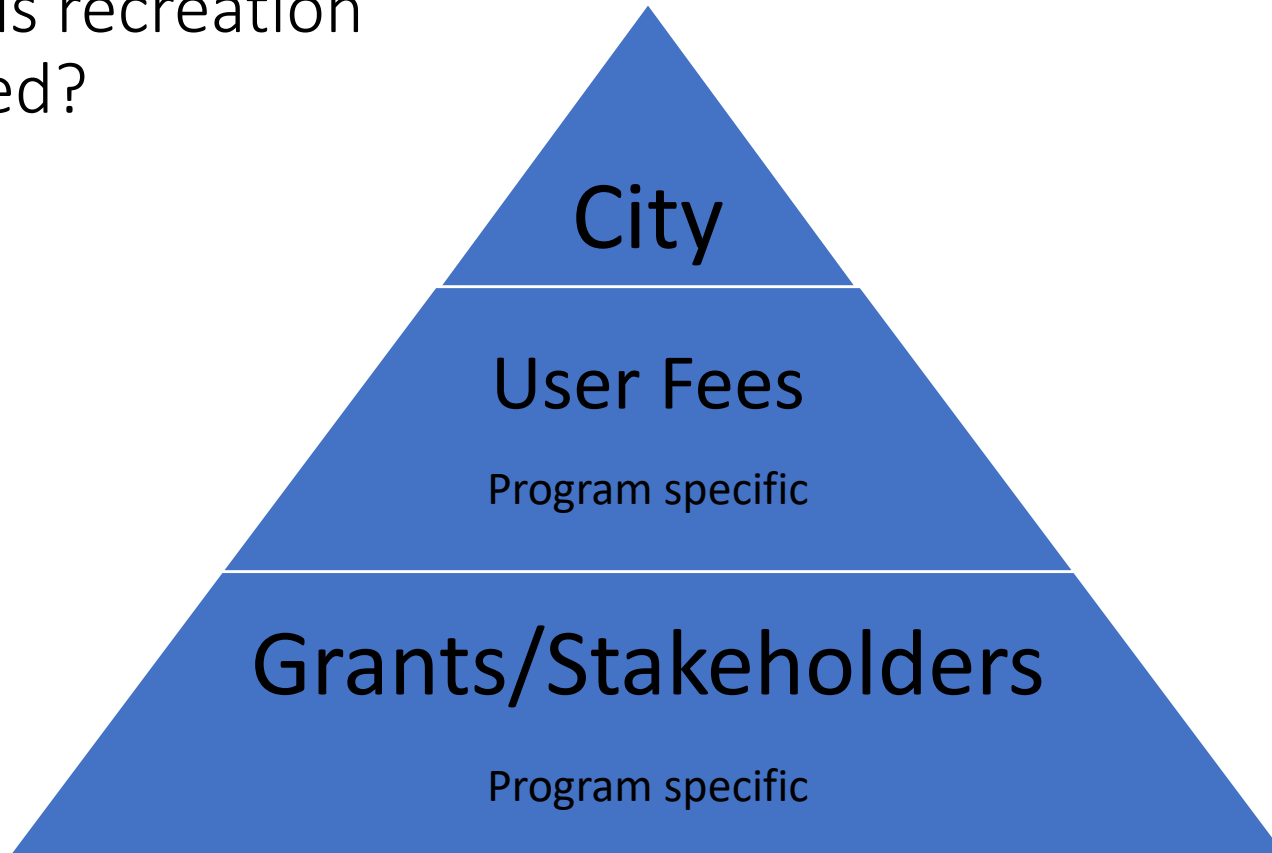 is recreation
ed?
City
User Fees
Program specific
Grants/Stakeholders
Program specific